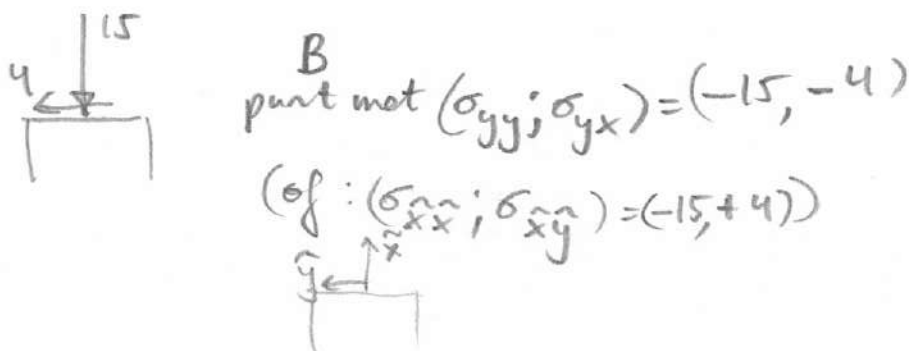 15
4
B
punt met (σyy; σyx) = (-15, -4)
(of : (σx̂x̂; σx̂ŷ) = (-15, +4))
x̂
ŷ